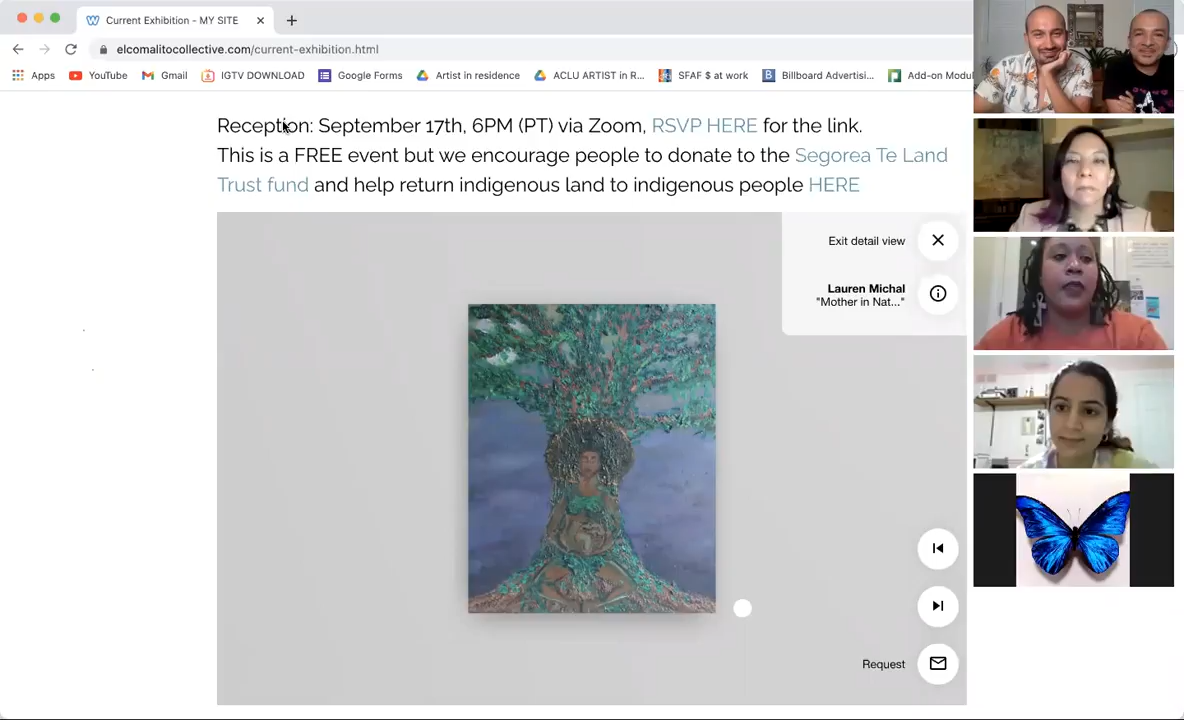 Current Exhibition - MY SITE
elcomalitocollective.com/current-exhibition.html
Apps YouTube Gmail IGTV DOWNLOAD Google Forms Artist in residence ACLU ARTIST in R... SFAF $ at work Billboard Advertisi... Add-on Modul
Reception: September 17th, 6PM (PT) via Zoom, RSVP HERE for the link.
This is a FREE event but we encourage people to donate to the Segorea Te Land
Trust fund and help return indigenous land to indigenous people HERE
Exit detail view
Lauren Michal
"Mother in Nat..."
Request